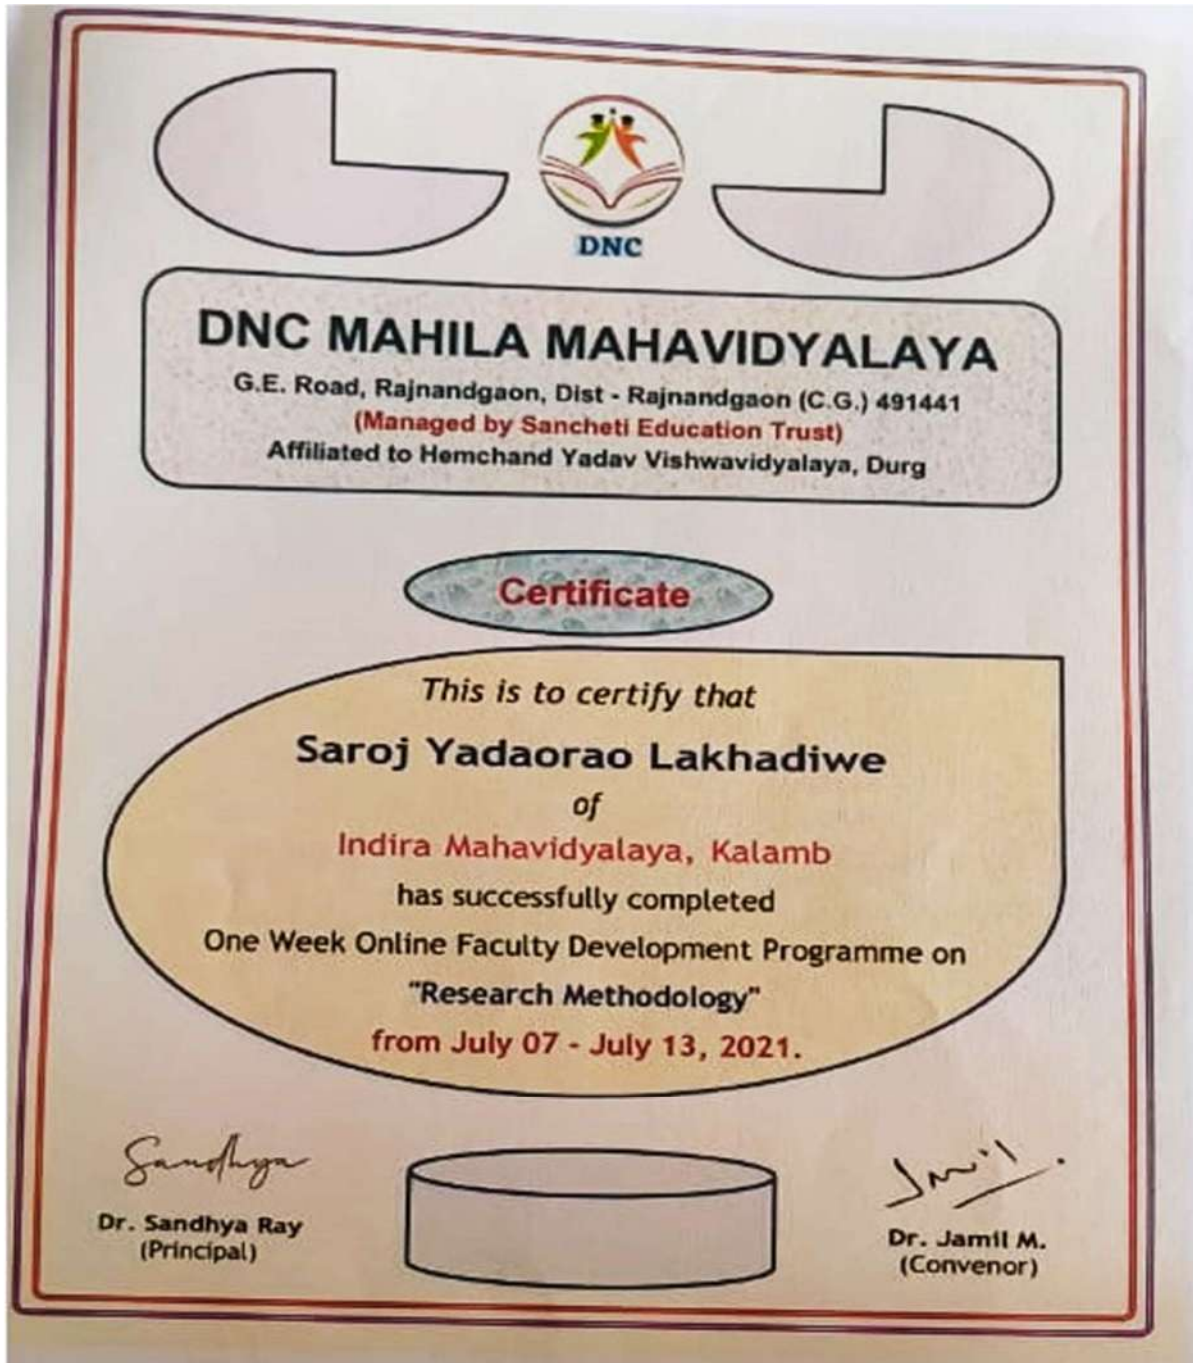 DNC
DNC MAHILA MAHAVIDYALAYA
G.E. Road, Rajnandgaon, Dist - Rajnandgaon (C.G.) 491441
(Managed by Sancheti Education Trust)
Affiliated to Hemchand Yadav Vishwavidyalaya, Durg
Certificate
This is to certify that
Saroj Yadaorao Lakhadiwe
of
Indira Mahavidyalaya, Kalamb
has successfully completed
One Week Online Faculty Development Programme on
"Research Methodology"
from July 07 - July 13, 2021.
Sandhya
Dr. Sandhya Ray
(Principal)
Jamil
Dr. Jamil M.
(Convenor)